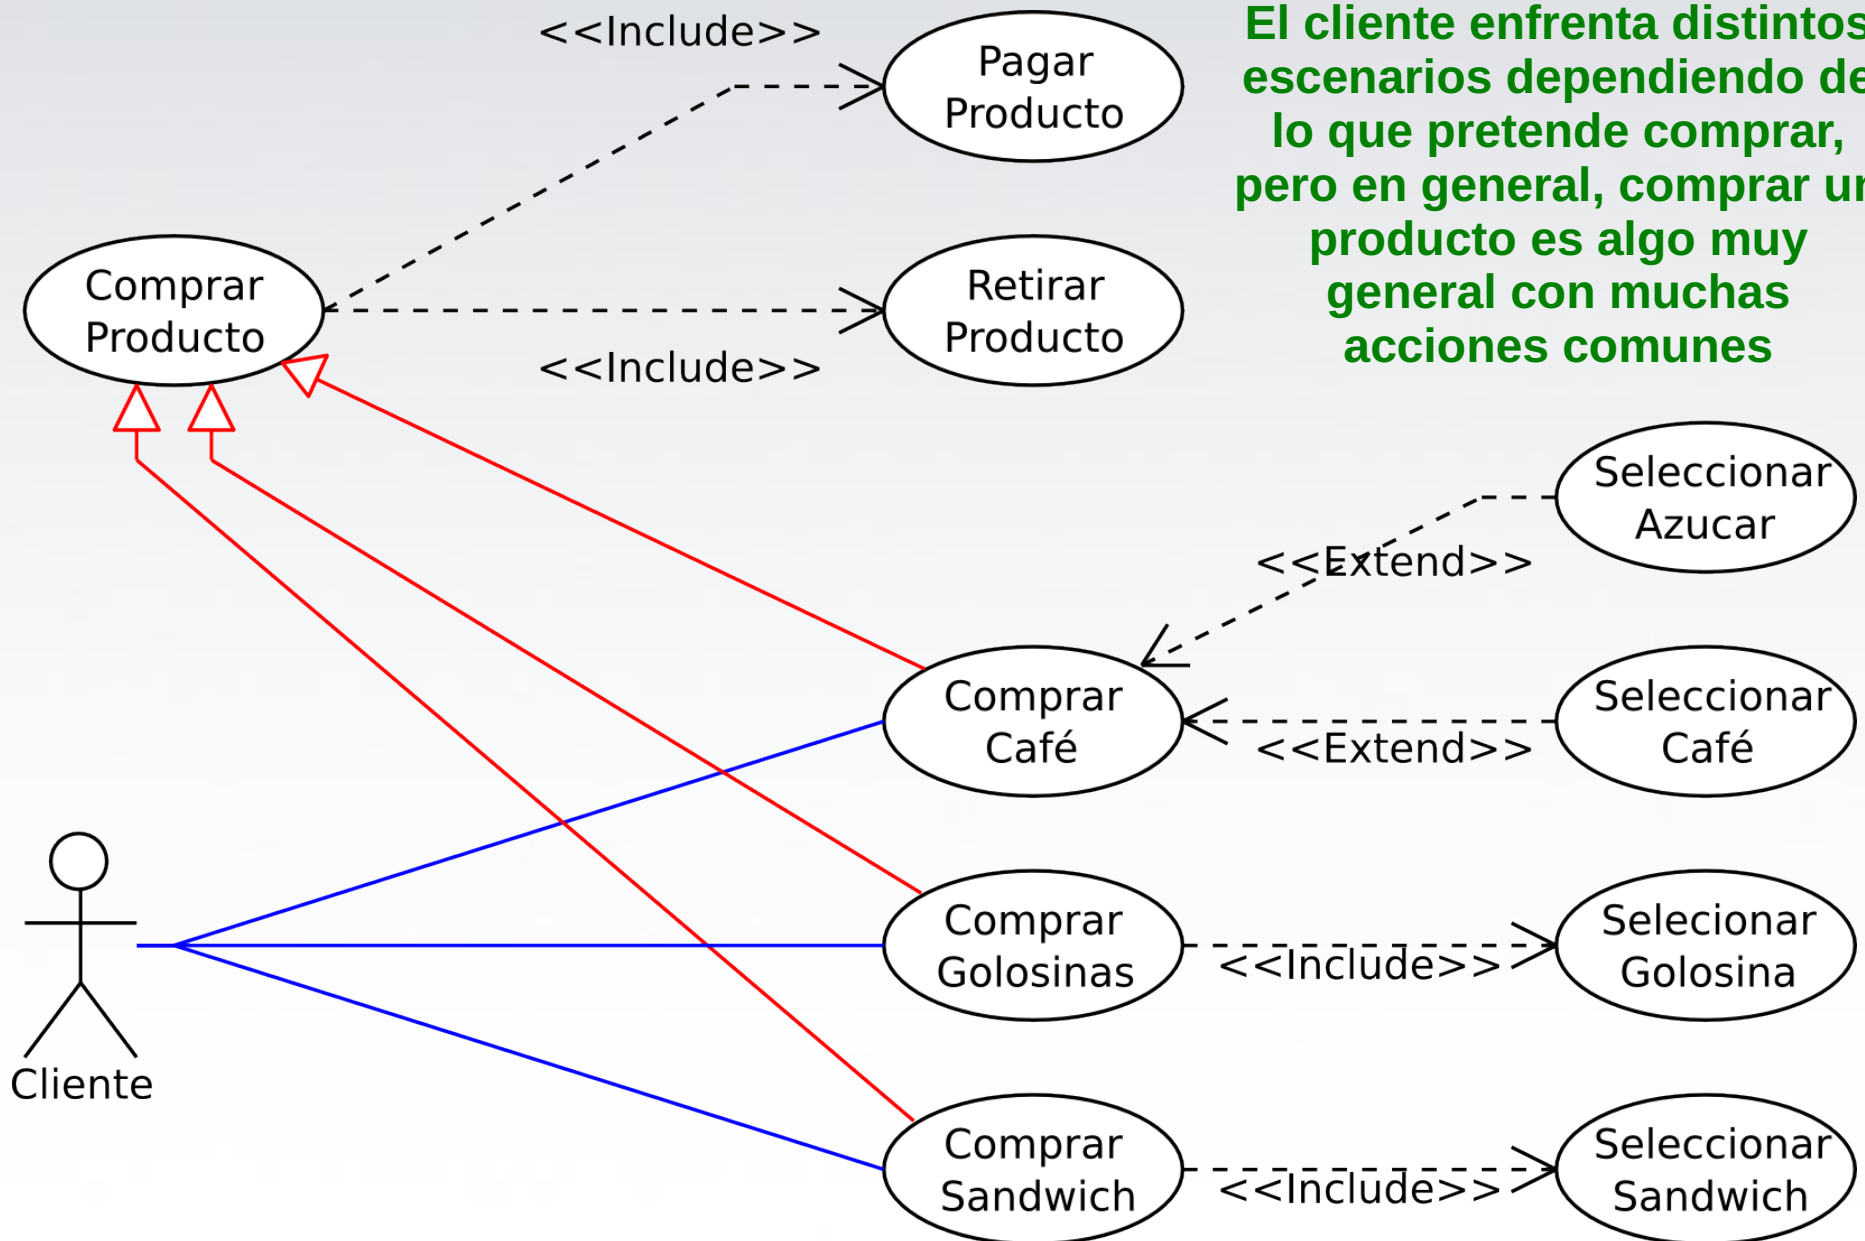 <<Include>>
Pagar
Producto
El cliente enfrenta distintos
escenarios dependiendo de
lo que pretende comprar,
pero en general, comprar un
producto es algo muy
general con muchas
acciones comunes
Comprar
Producto
Retirar
Producto
<<Include>>
Seleccionar
Azucar
<<Extend>>
Comprar
Café
Seleccionar
Café
<<Extend>>
Cliente
Comprar
Golosinas
<<Include>>
Selecionar
Golosina
Comprar
Sandwich
<<Include>>
Seleccionar
Sandwich